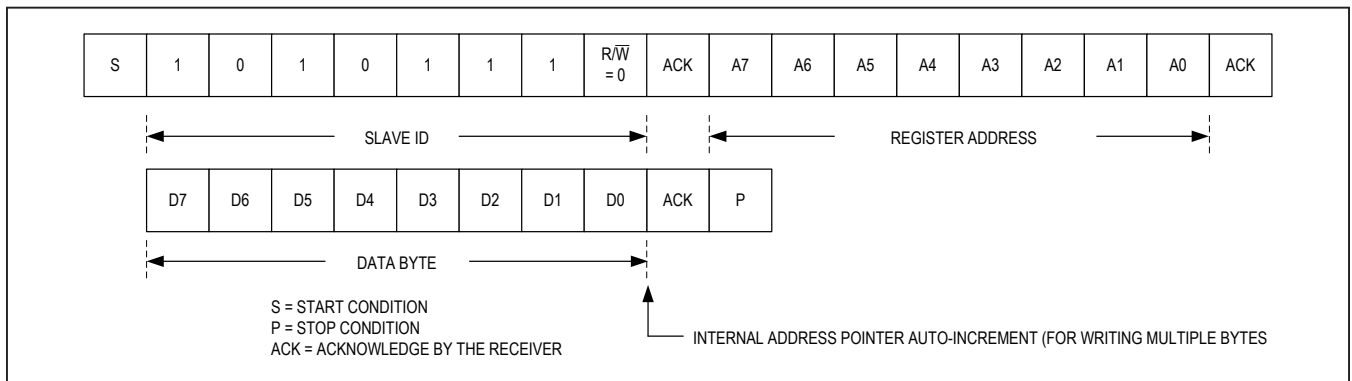 S 1 0 1 0 1 1 1 R/W̅ = 0 ACK A7 A6 A5 A4 A3 A2 A1 A0 ACK
SLAVE ID REGISTER ADDRESS
D7 D6 D5 D4 D3 D2 D1 D0 ACK P
DATA BYTE
S = START CONDITION
P = STOP CONDITION
ACK = ACKNOWLEDGE BY THE RECEIVER
INTERNAL ADDRESS POINTER AUTO-INCREMENT (FOR WRITING MULTIPLE BYTES